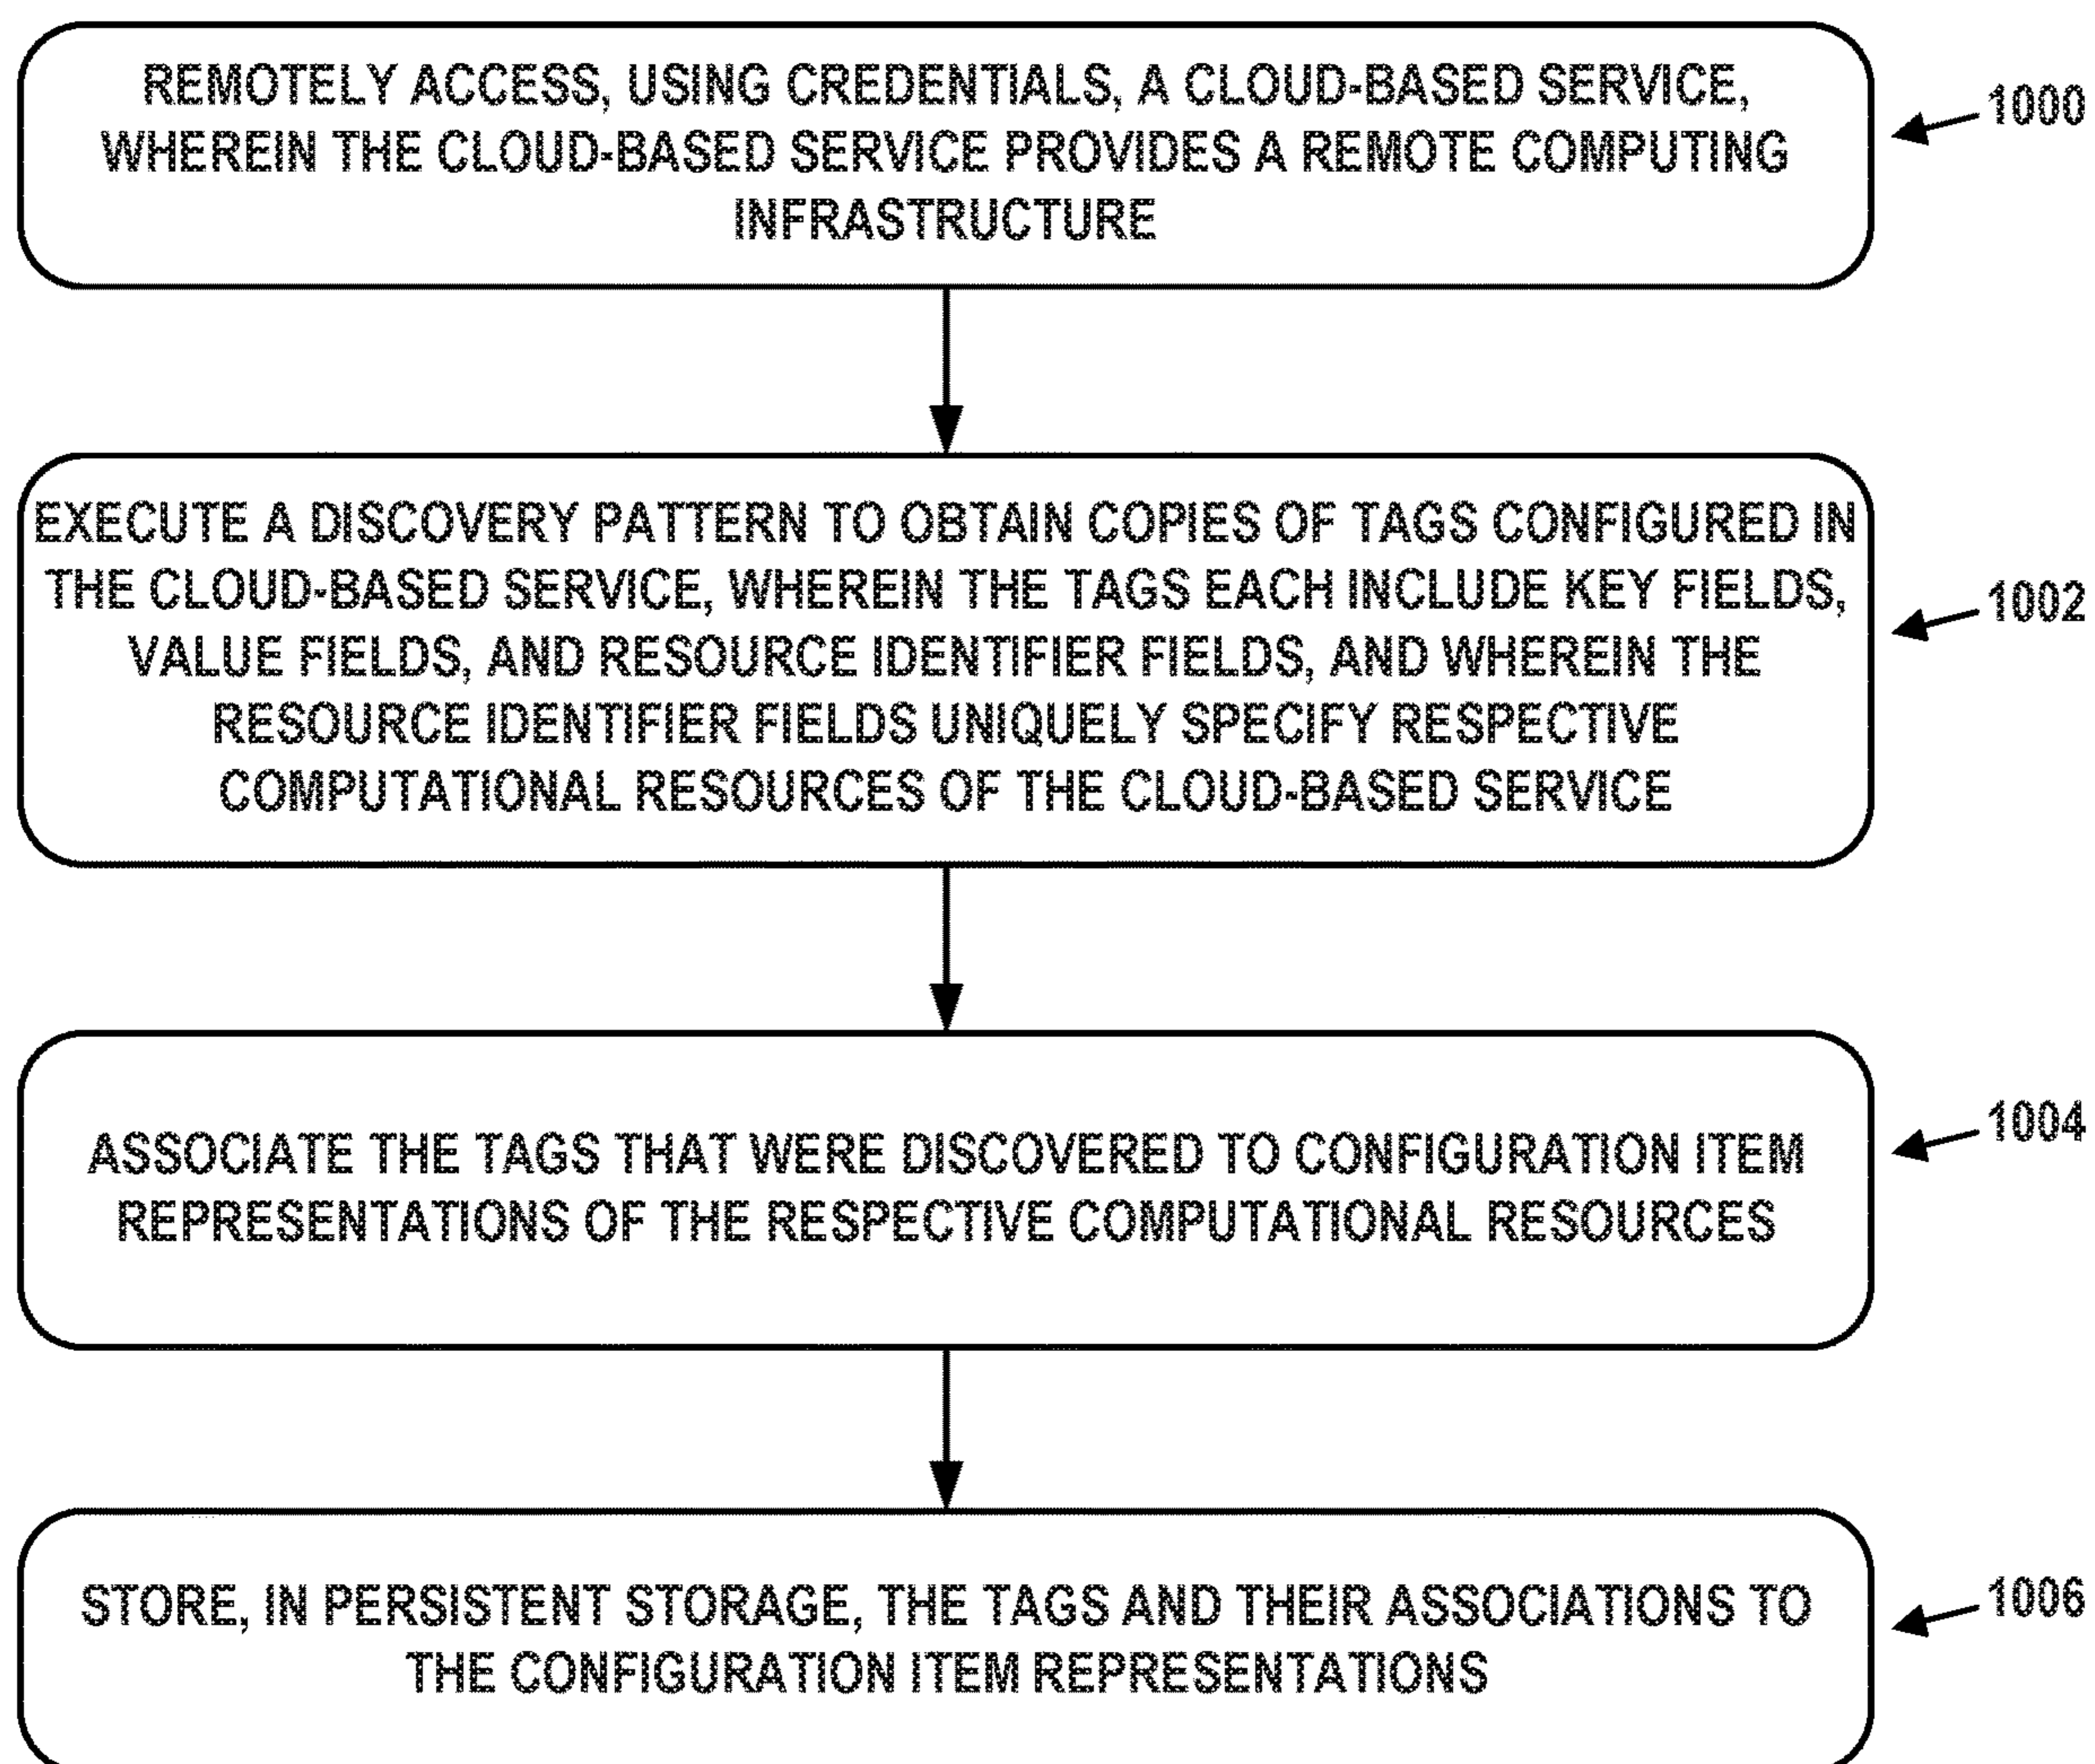 REMOTELY ACCESS, USING CREDENTIALS, A CLOUD-BASED SERVICE,
WHEREIN THE CLOUD-BASED SERVICE PROVIDES A REMOTE COMPUTING
INFRASTRUCTURE
1000
EXECUTE A DISCOVERY PATTERN TO OBTAIN COPIES OF TAGS CONFIGURED IN
THE CLOUD-BASED SERVICE, WHEREIN THE TAGS EACH INCLUDE KEY FIELDS,
VALUE FIELDS, AND RESOURCE IDENTIFIER FIELDS, AND WHEREIN THE
RESOURCE IDENTIFIER FIELDS UNIQUELY SPECIFY RESPECTIVE
COMPUTATIONAL RESOURCES OF THE CLOUD-BASED SERVICE
1002
ASSOCIATE THE TAGS THAT WERE DISCOVERED TO CONFIGURATION ITEM
REPRESENTATIONS OF THE RESPECTIVE COMPUTATIONAL RESOURCES
1004
STORE, IN PERSISTENT STORAGE, THE TAGS AND THEIR ASSOCIATIONS TO
THE CONFIGURATION ITEM REPRESENTATIONS
1006